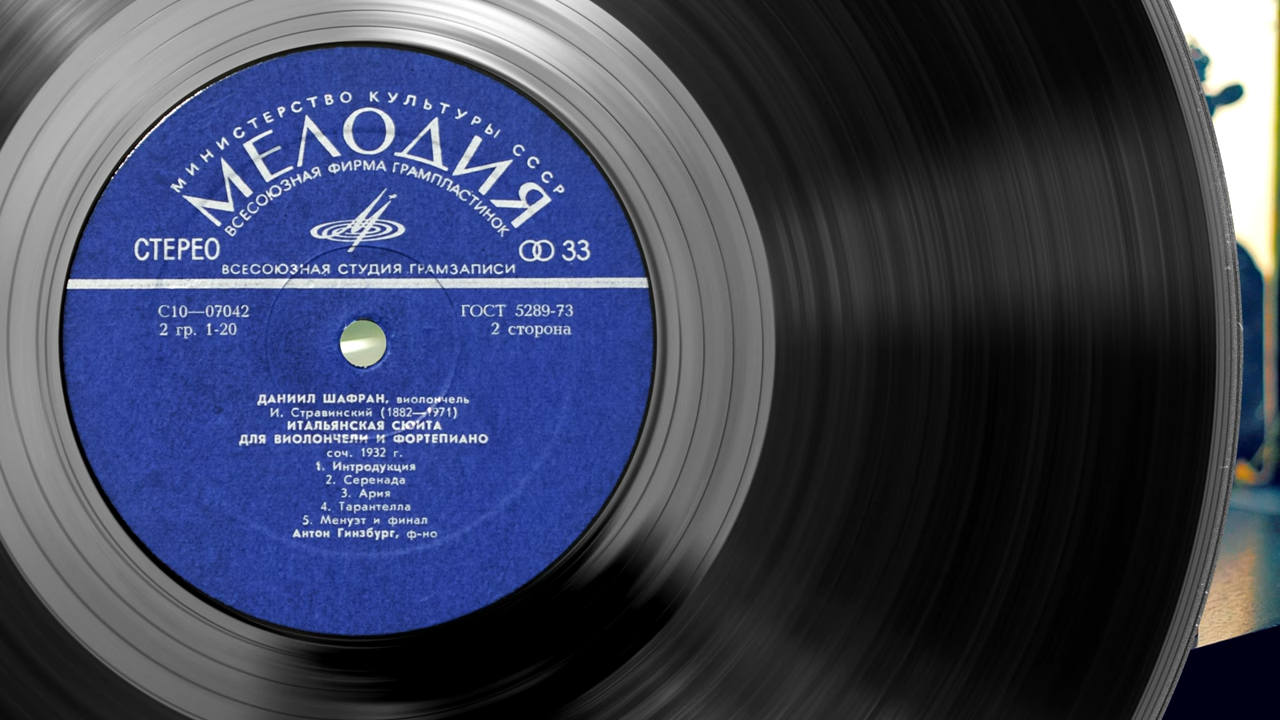 МИНИСТЕРСТВО КУЛЬТУРЫ СССР
МЕЛОДИЯ
ВСЕСОЮЗНАЯ ФИРМА ГРАМПЛАСТИНОК
СТЕРЕО
33
ВСЕСОЮЗНАЯ СТУДИЯ ГРАМЗАПИСИ
С10—07042
ГОСТ 5289-73
2 гр. 1-20
2 сторона
ДАНИИЛ ШАФРАН, виолончель
И. Стравинский (1882—1971)
ИТАЛЬЯНСКАЯ СЮИТА
ДЛЯ ВИОЛОНЧЕЛИ И ФОРТЕПИАНО
соч. 1932 г.
1. Интродукция
2. Серенада
3. Ария
4. Тарантелла
5. Менуэт и финал
Антон Гинзбург, ф-но